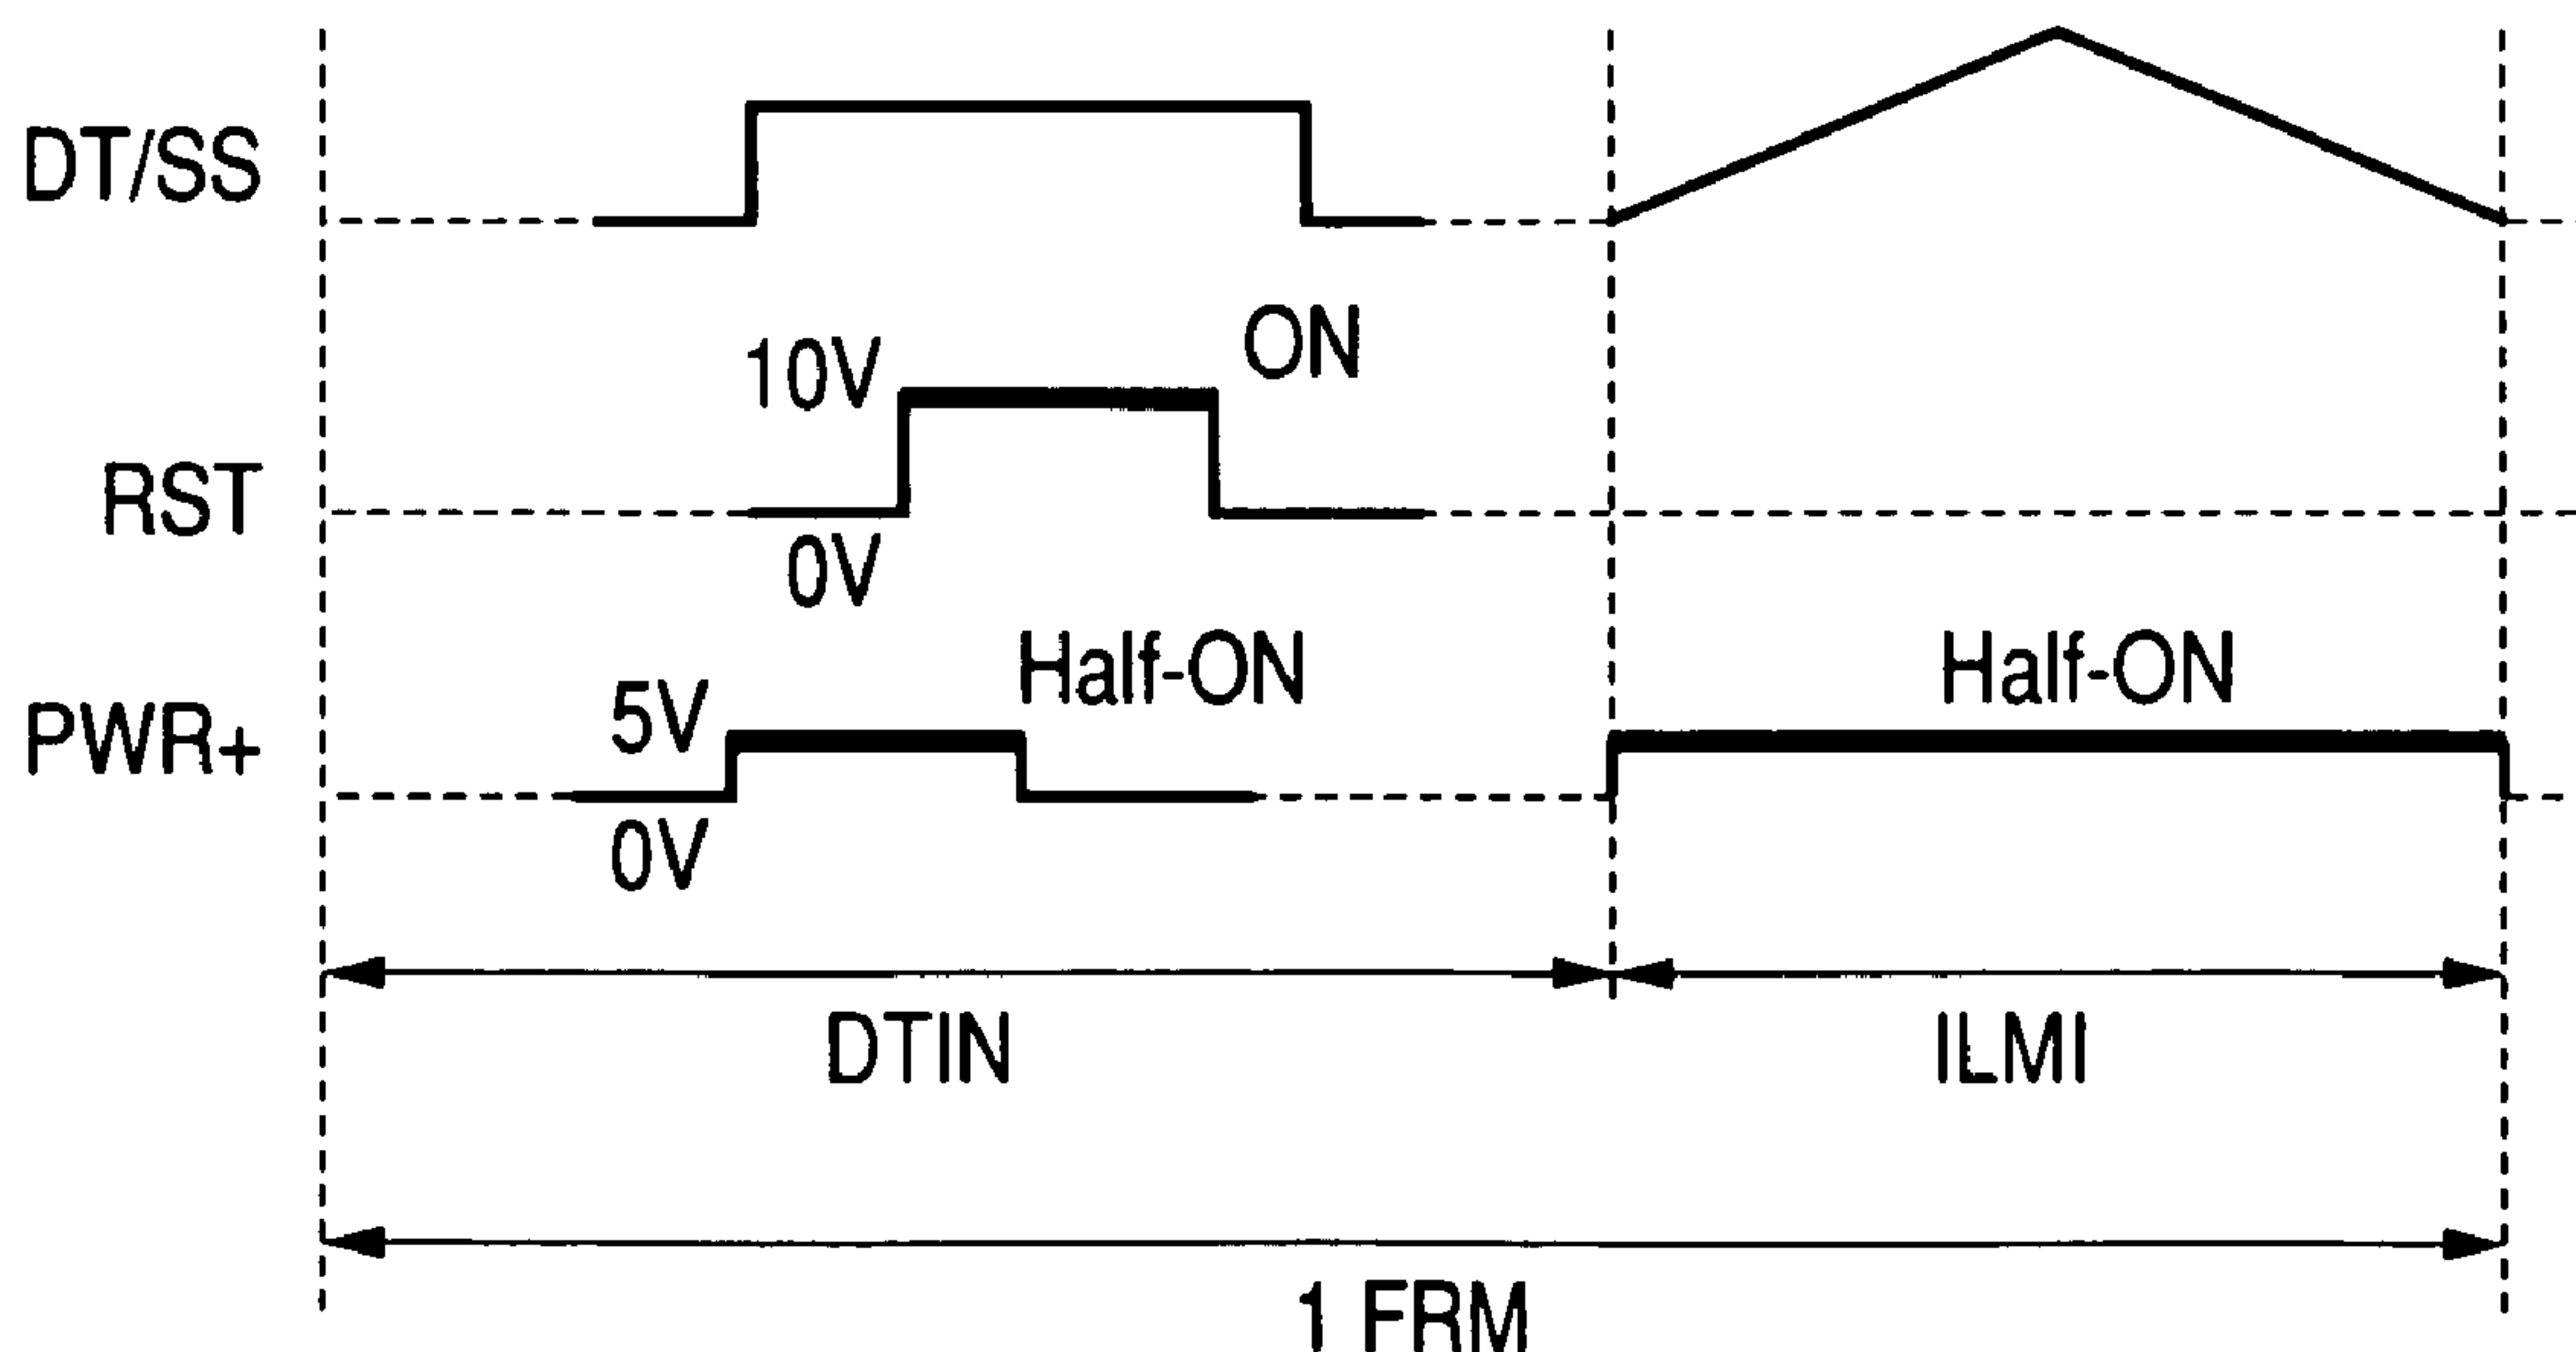 DT/SS
ON
10V
RST
0V
Half-ON
Half-ON
5V
PWR+
0V
DTIN
ILMI
1 FRM